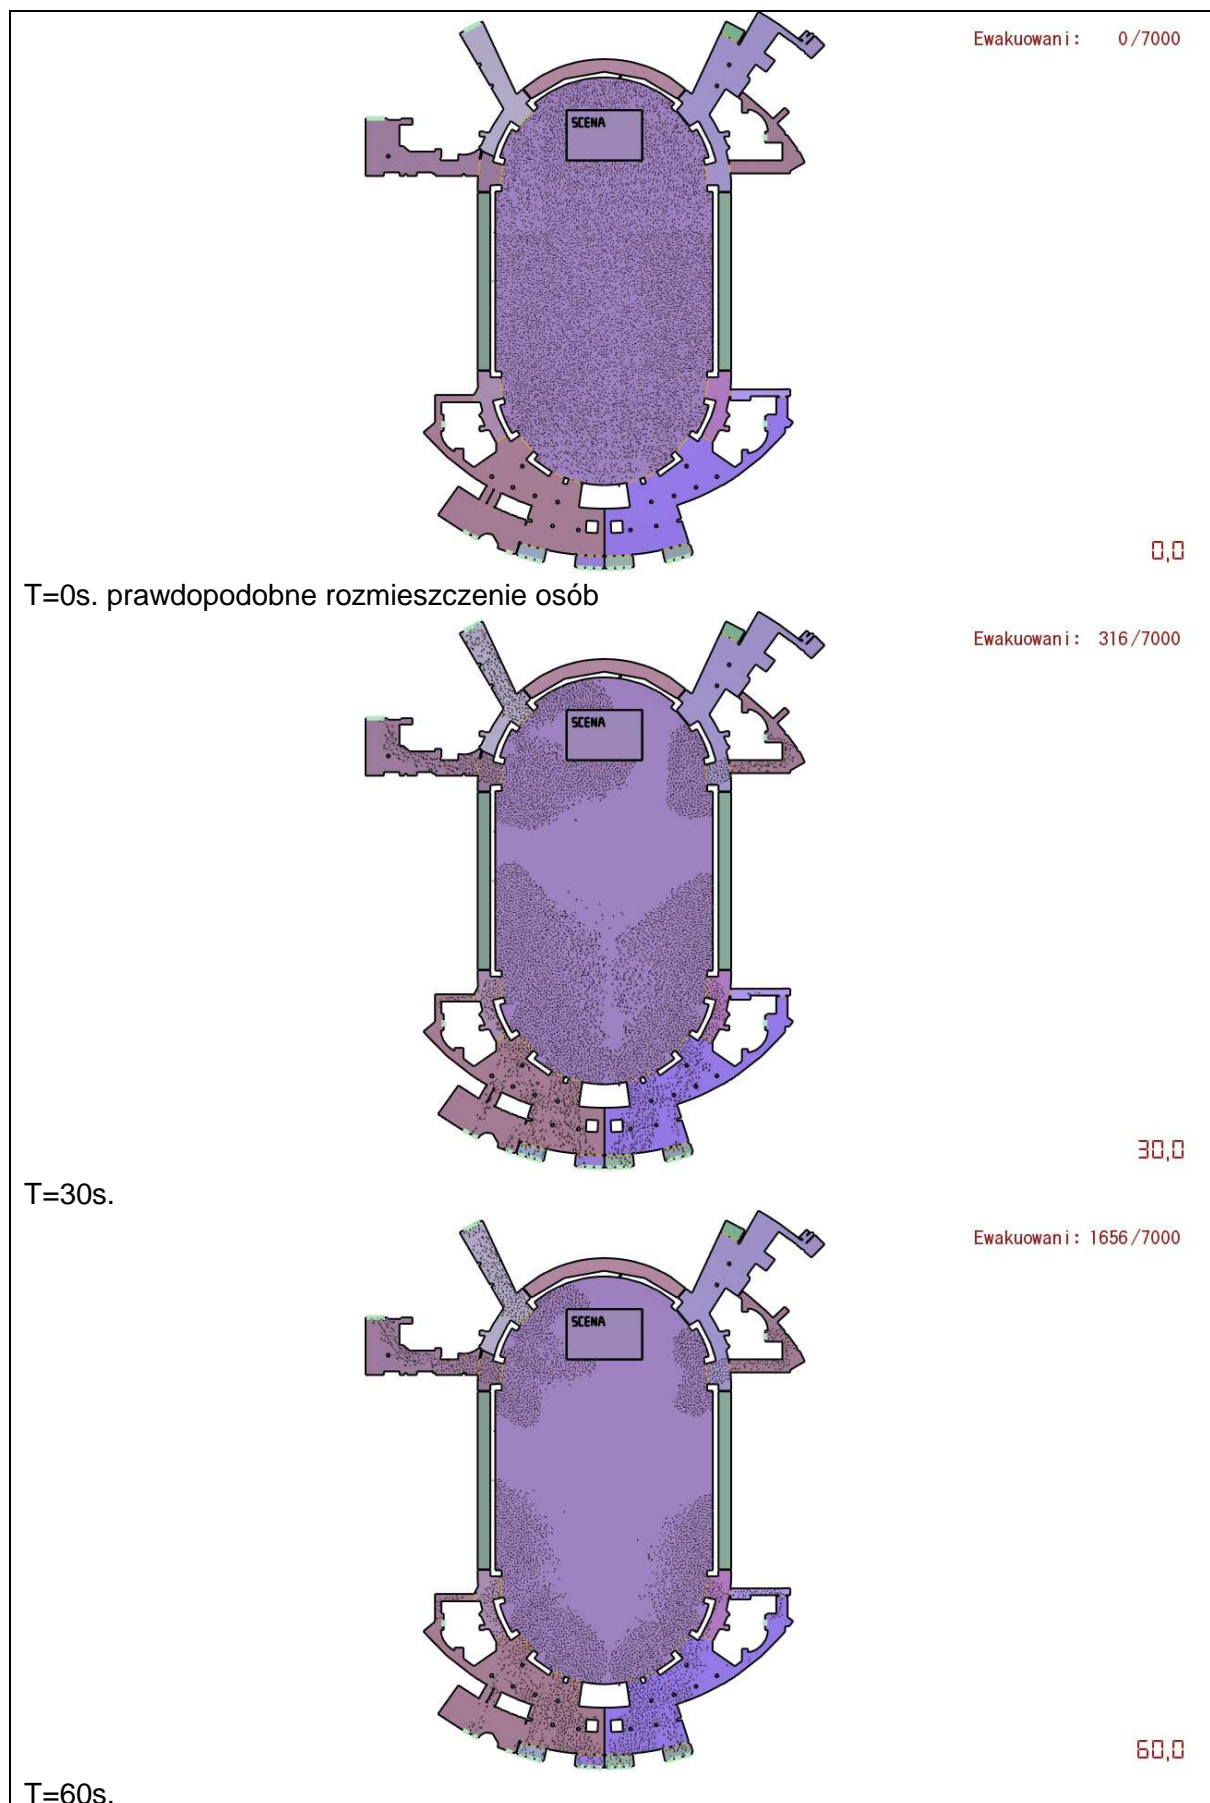 Ewakuowani: 0/7000
SCENA
0,0
T=0s. prawdopodobne rozmieszczenie osób
Ewakuowani: 316/7000
SCENA
30,0
T=30s.
Ewakuowani: 1656/7000
SCENA
60,0
T=60s.